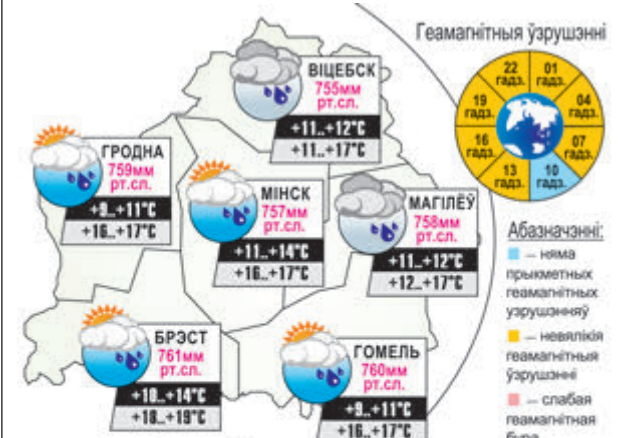 Геамагнітныя ўзрушэнні
22 гадз.
01 гадз.
04 гадз.
07 гадз.
10 гадз.
13 гадз.
16 гадз.
19 гадз.
ВІЦЕБСК
755мм
рт.сл.
+11..+12°C
+11..+17°C
ГРОДНА
759мм
рт.сл.
+9..+11°C
+16..+17°C
МІНСК
757мм
рт.сл.
+11..+14°C
+16..+17°C
МАГІЛЁЎ
758мм
рт.сл.
+11..+12°C
+12..+17°C
БРЭСТ
761мм
рт.сл.
+10..+14°C
+18..+19°C
ГОМЕЛЬ
760мм
рт.сл.
+9..+11°C
+16..+17°C
Абазначэнні:
– няма
прыкметных
геамагнітных
узрушэнняў
– невялікія
геамагнітныя
ўзрушэнні
– слабая
геамагнітная
бура